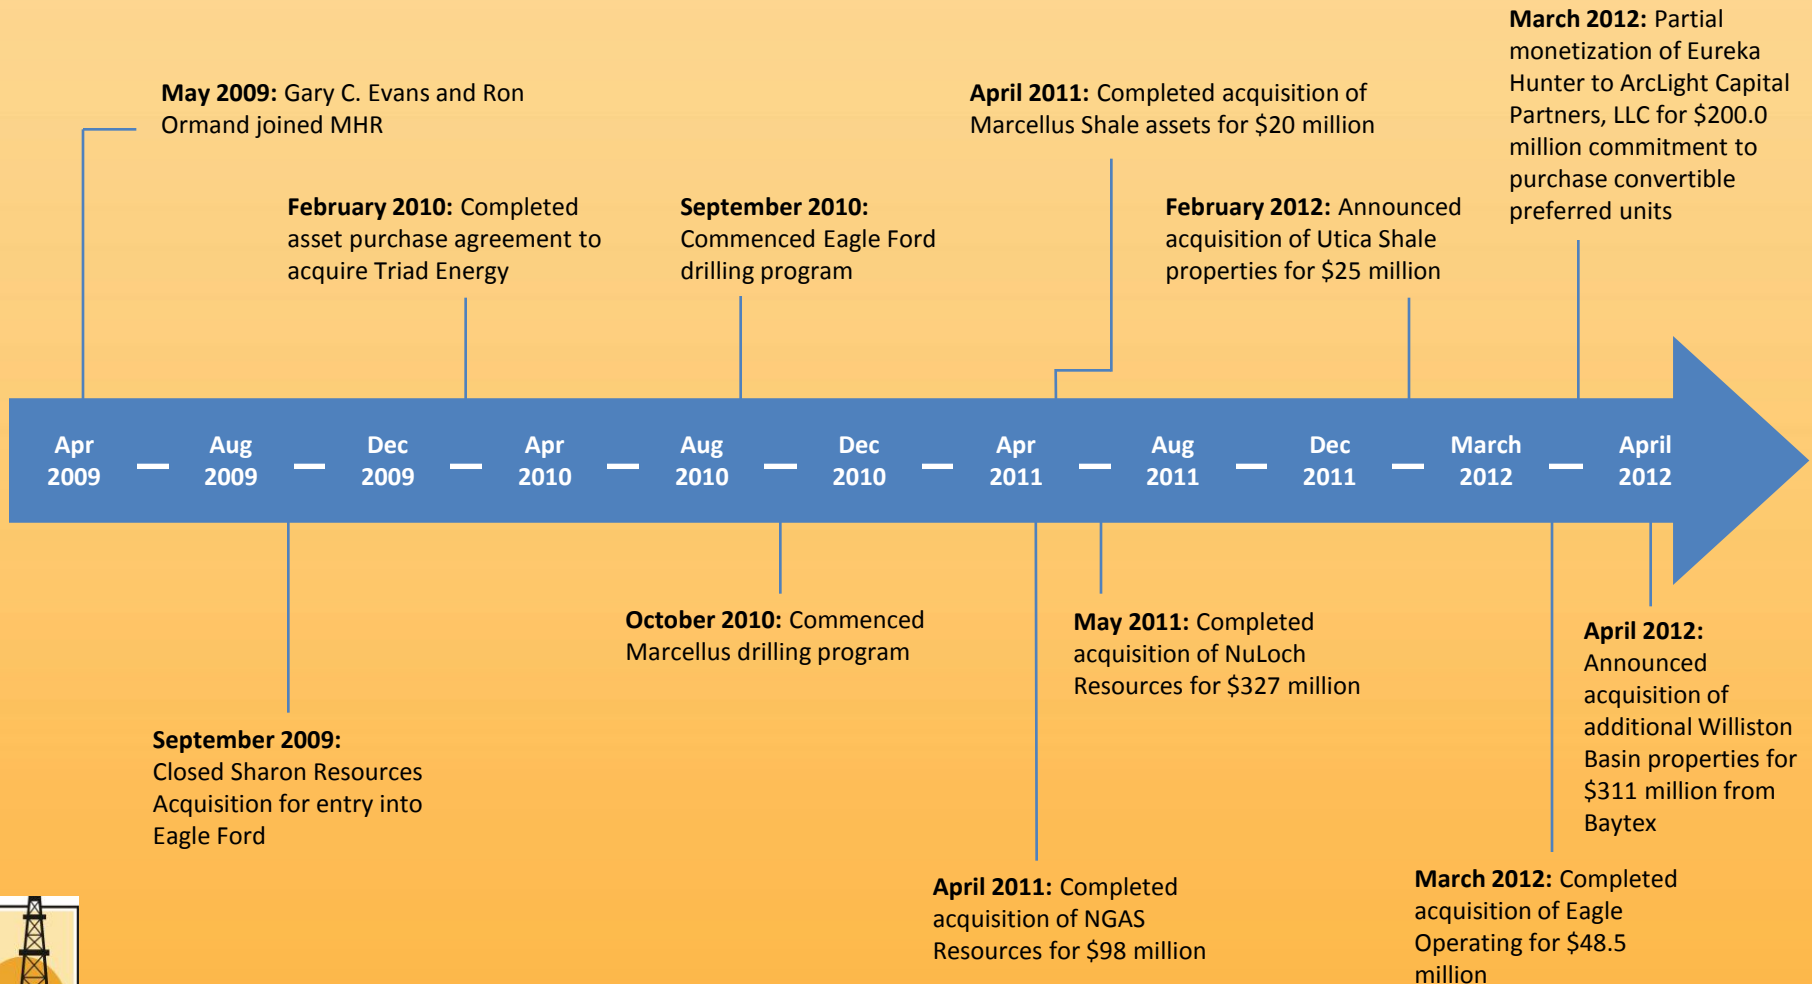 May 2009: Gary C. Evans and Ron
Ormand joined MHR
February 2010: Completed
asset purchase agreement to
acquire Triad Energy
September 2010:
Commenced Eagle Ford
drilling program
April 2011: Completed acquisition of
Marcellus Shale assets for $20 million
February 2012: Announced
acquisition of Utica Shale
properties for $25 million
March 2012: Partial
monetization of Eureka
Hunter to ArcLight Capital
Partners, LLC for $200.0
million commitment to
purchase convertible
preferred units
Apr
2009
Aug
2009
Dec
2009
Apr
2010
Aug
2010
Dec
2010
Apr
2011
Aug
2011
Dec
2011
March
2012
April
2012
September 2009:
Closed Sharon Resources
Acquisition for entry into
Eagle Ford
October 2010: Commenced
Marcellus drilling program
April 2011: Completed
acquisition of NGAS
Resources for $98 million
May 2011: Completed
acquisition of NuLoch
Resources for $327 million
March 2012: Completed
acquisition of Eagle
Operating for $48.5
million
April 2012:
Announced
acquisition of
additional Williston
Basin properties for
$311 million from
Baytex